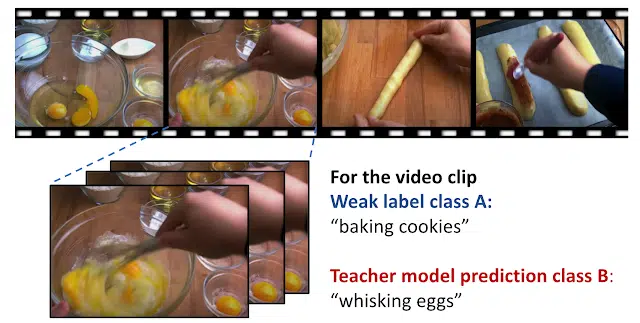 For the video clip
Weak label class A:
“baking cookies”
Teacher model prediction class B:
“whisking eggs”